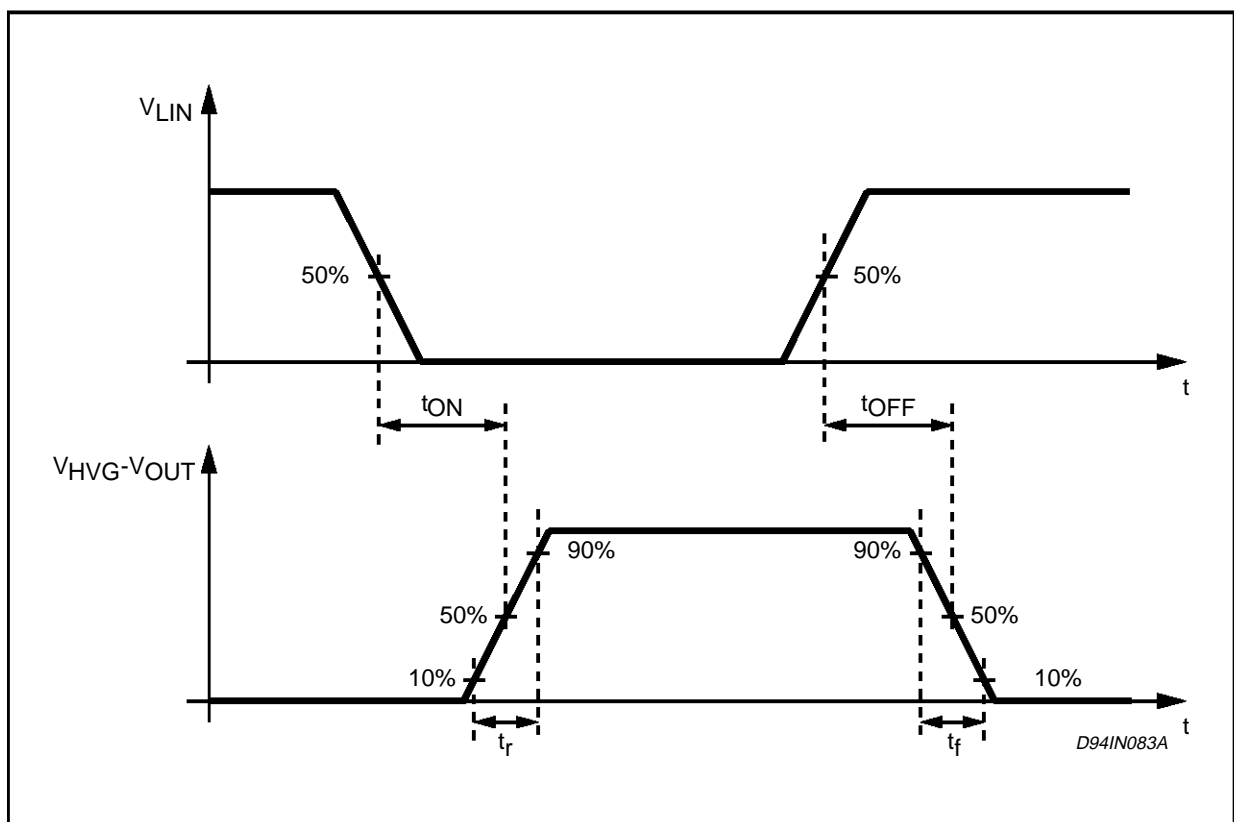 VLIN
50%
50%
t
tON
tOFF
VHVG-VOUT
90%
90%
50%
50%
10%
10%
t
tr
tf
D94IN083A